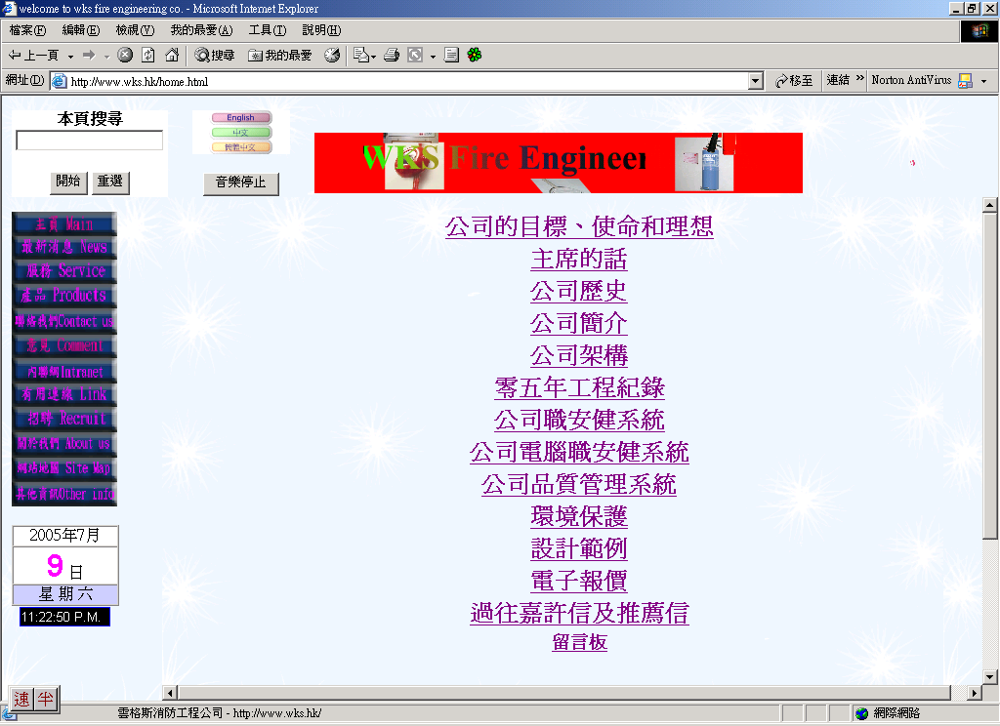 welcome to wks fire engineering co. - Microsoft Internet Explorer
檔案(F) 編輯(E) 檢視(V) 我的最愛(A) 工具(T) 說明(H)
上一頁 搜尋 我的最愛
網址(D) http://www.wks.hk/home.html 移至 連結 » Norton AntiVirus
本頁搜尋
開始 重選
English
中文
简体中文
音樂停止
WKS Fire Engineer
主頁 Main
最新消息 News
服務 Service
產品 Products
聯絡我們Contact us
意見 Comment
內聯網Intranet
有用連線 Link
招聘 Recruit
關於我們 About us
網站地圖 Site Map
其他資訊Other info
2005年7月
9 日
星期六
11:22:50 P.M.
公司的目標、使命和理想
主席的話
公司歷史
公司簡介
公司架構
零五年工程紀錄
公司職安健系統
公司電腦職安健系統
公司品質管理系統
環境保護
設計範例
電子報價
過往嘉許信及推薦信
留言板
速 半
雲格斯消防工程公司 - http://www.wks.hk/ 網際網路